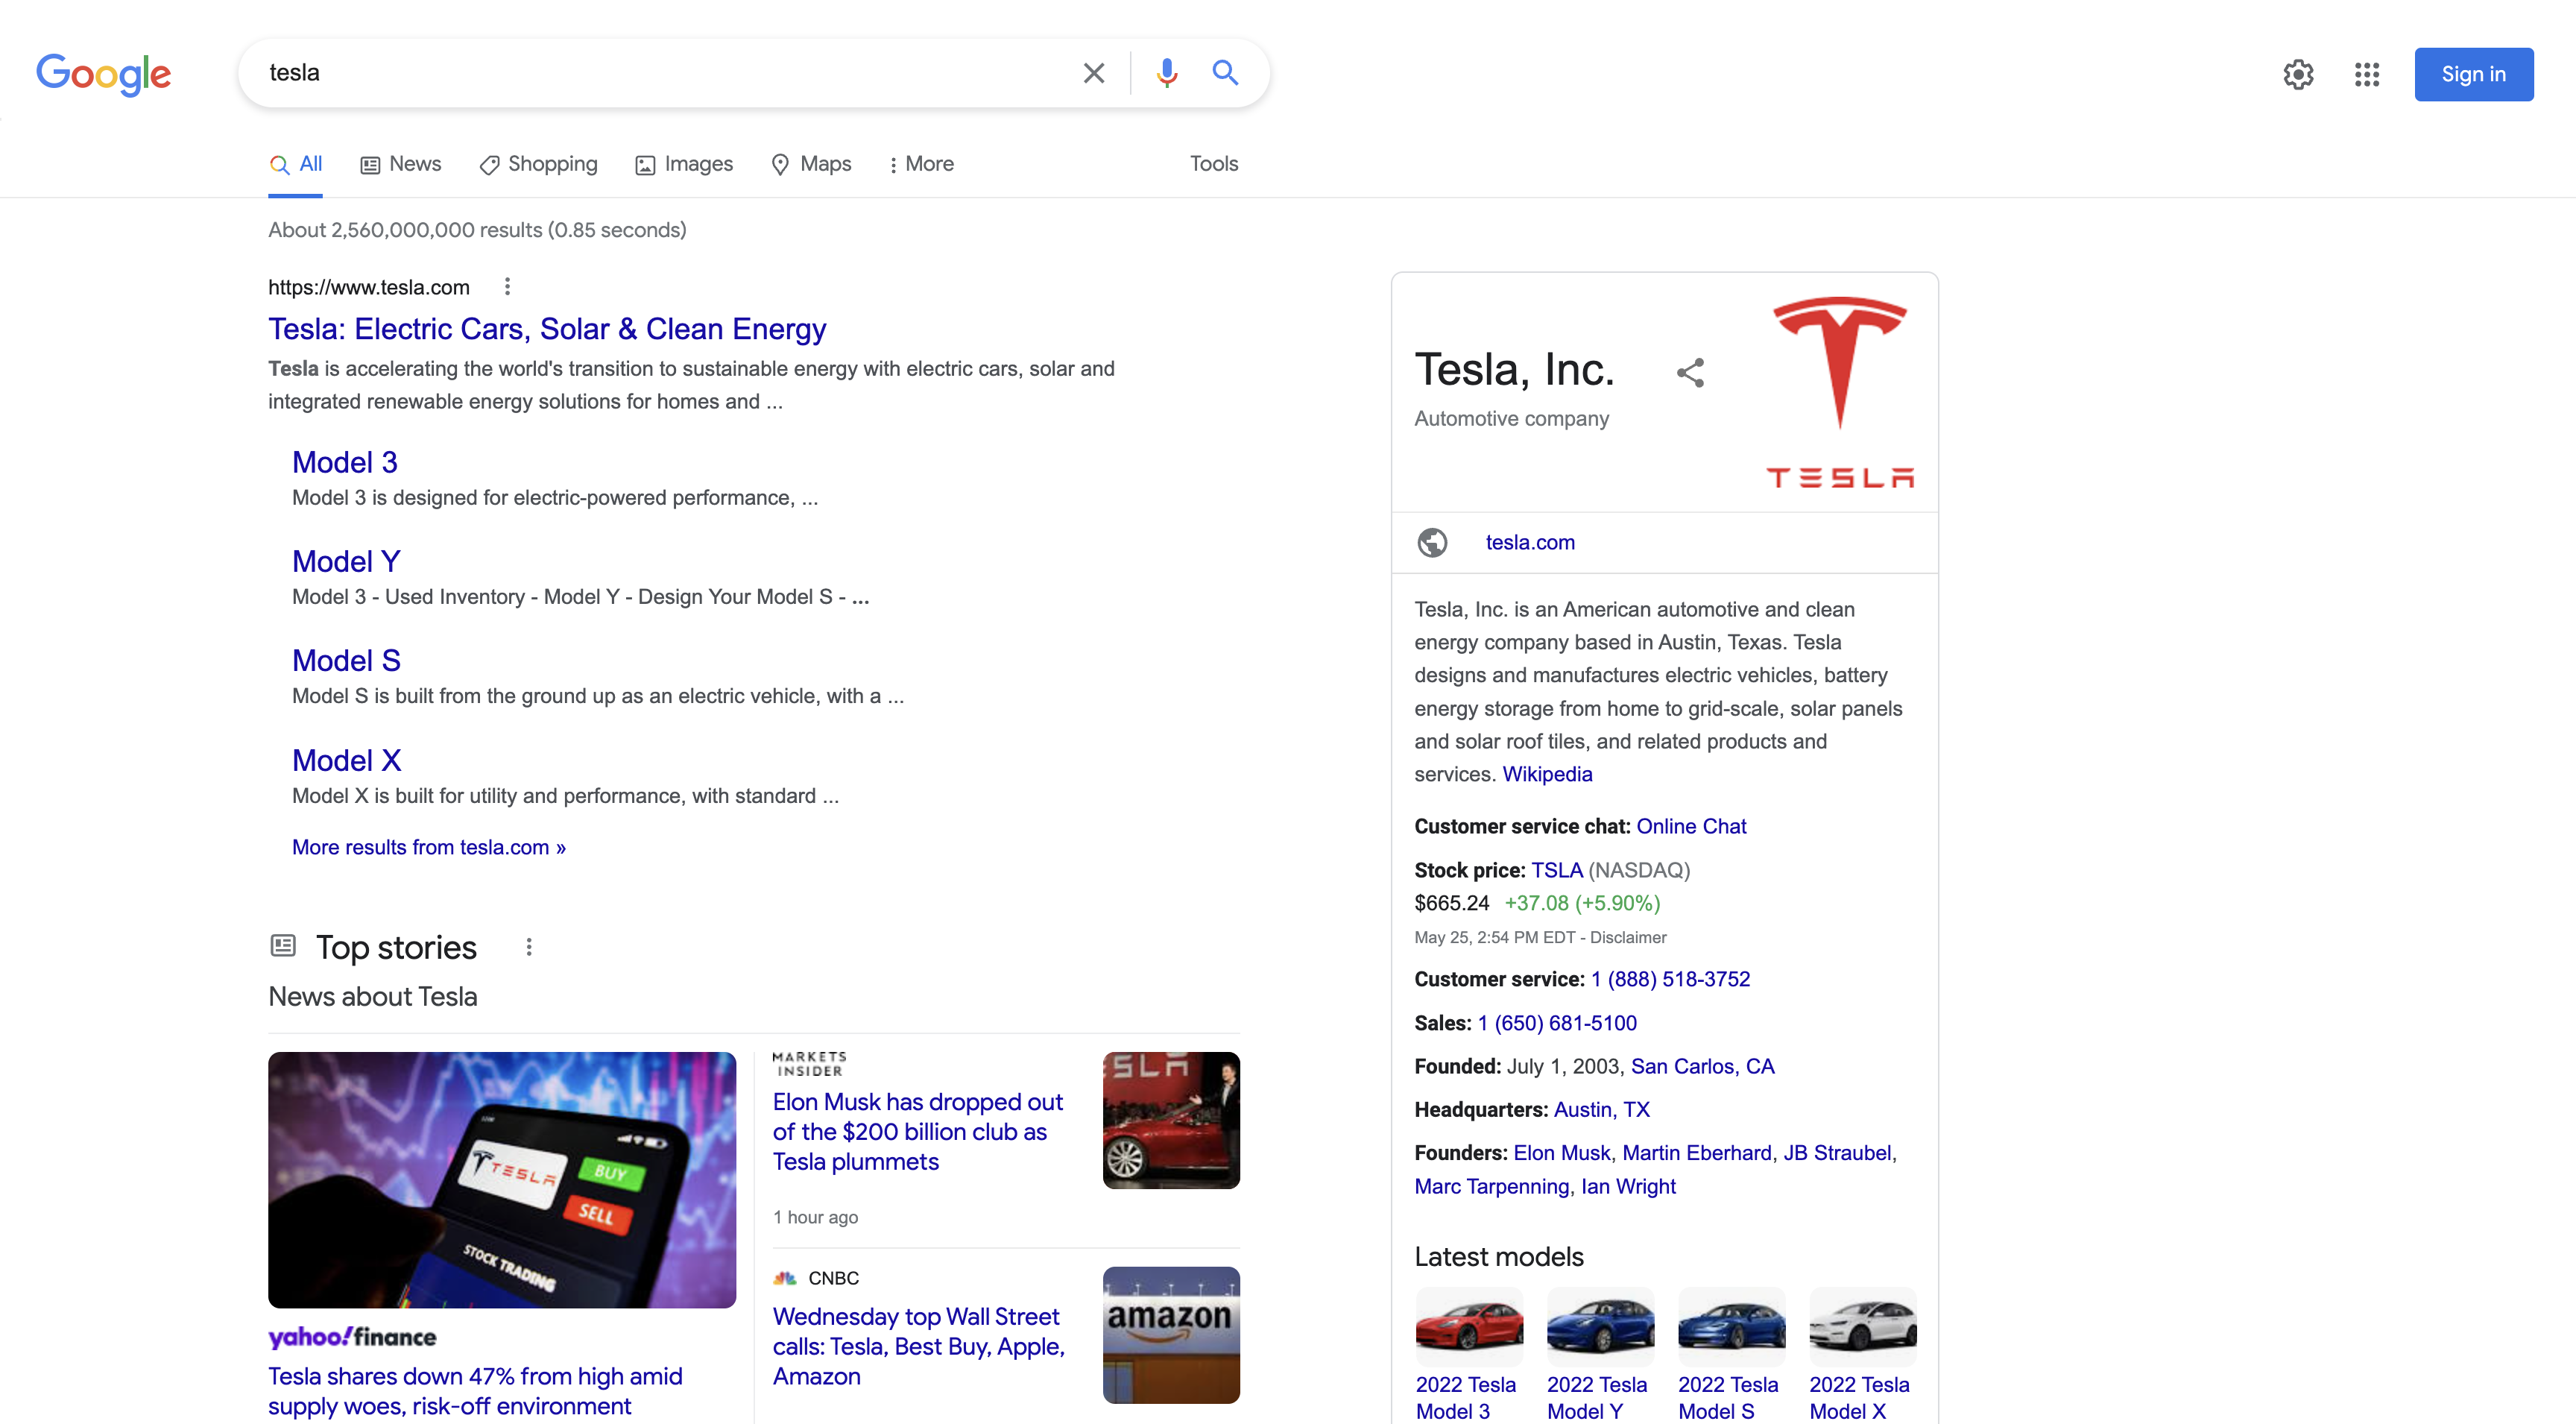 Google
tesla
Sign in
All
News
Shopping
Images
Maps
More
Tools
About 2,560,000,000 results (0.85 seconds)
https://www.tesla.com
Tesla: Electric Cars, Solar & Clean Energy
Tesla is accelerating the world's transition to sustainable energy with electric cars, solar and
integrated renewable energy solutions for homes and ...
Model 3
Model 3 is designed for electric-powered performance, ...
Model Y
Model 3 - Used Inventory - Model Y - Design Your Model S - ...
Model S
Model S is built from the ground up as an electric vehicle, with a ...
Model X
Model X is built for utility and performance, with standard ...
More results from tesla.com »
Top stories
News about Tesla
TESLA
BUY
SELL
STOCK TRADING
yahoo!finance
Tesla shares down 47% from high amid
supply woes, risk-off environment
MARKETS
INSIDER
Elon Musk has dropped out
of the $200 billion club as
Tesla plummets
1 hour ago
SLA
CNBC
Wednesday top Wall Street
calls: Tesla, Best Buy, Apple,
Amazon
amazon
Tesla, Inc.
Automotive company
TESLA
tesla.com
Tesla, Inc. is an American automotive and clean
energy company based in Austin, Texas. Tesla
designs and manufactures electric vehicles, battery
energy storage from home to grid-scale, solar panels
and solar roof tiles, and related products and
services. Wikipedia
Customer service chat: Online Chat
Stock price: TSLA (NASDAQ)
$665.24 +37.08 (+5.90%)
May 25, 2:54 PM EDT - Disclaimer
Customer service: 1 (888) 518-3752
Sales: 1 (650) 681-5100
Founded: July 1, 2003, San Carlos, CA
Headquarters: Austin, TX
Founders: Elon Musk, Martin Eberhard, JB Straubel,
Marc Tarpenning, Ian Wright
Latest models
2022 Tesla
Model 3
2022 Tesla
Model Y
2022 Tesla
Model S
2022 Tesla
Model X